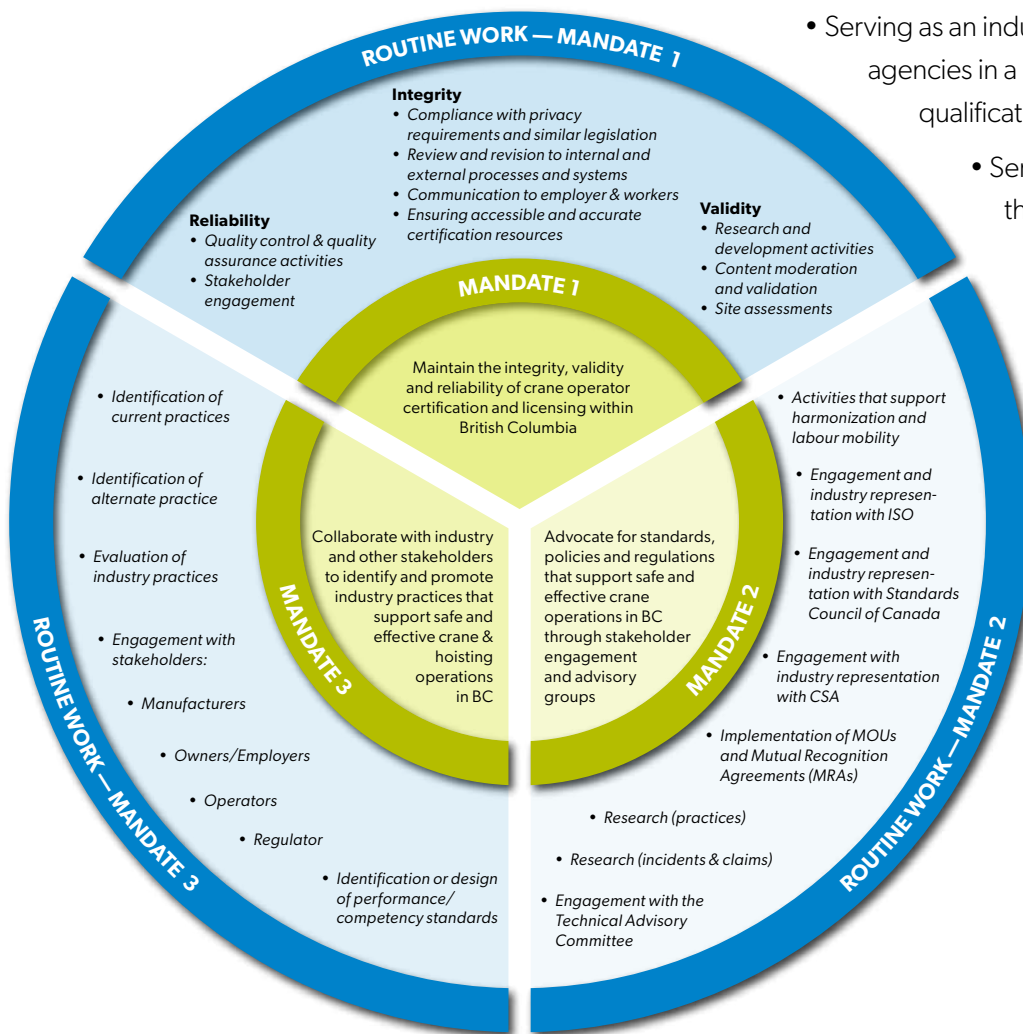 • Serving as an indu
agencies in a
qualificat
• Ser
th
ROUTINE WORK — MANDATE 1
Integrity
• Compliance with privacy
requirements and similar legislation
• Review and revision to internal and
external processes and systems
• Communication to employer & workers
• Ensuring accessible and accurate
certification resources
Reliability
• Quality control & quality
assurance activities
• Stakeholder
engagement
Validity
• Research and
development activities
• Content moderation
and validation
• Site assessments
MANDATE 1
Maintain the integrity, validity
and reliability of crane operator
certification and licensing within
British Columbia
• Identification of
current practices
• Identification of
alternate practice
• Evaluation of
industry practices
• Engagement with
stakeholders:
• Manufacturers
• Owners/Employers
• Operators
• Regulator
• Identification or design
of performance/
competency standards
ROUTINE WORK — MANDATE 3
Collaborate with industry
and other stakeholders
to identify and promote
industry practices that
support safe and
effective crane &
hoisting
operations
in BC
MANDATE 3
Advocate for standards,
policies and regulations
that support safe and
effective crane
operations in BC
through stakeholder
engagement
and advisory
groups
MANDATE 2
• Activities that support
harmonization and
labour mobility
• Engagement and
industry represen-
tation with ISO
• Engagement and
industry represen-
tation with Standards
Council of Canada
• Engagement with
industry representation
with CSA
• Implementation of MOUs
and Mutual Recognition
Agreements (MRAs)
• Research (practices)
• Research (incidents & claims)
• Engagement with the
Technical Advisory
Committee
ROUTINE WORK — MANDATE 2